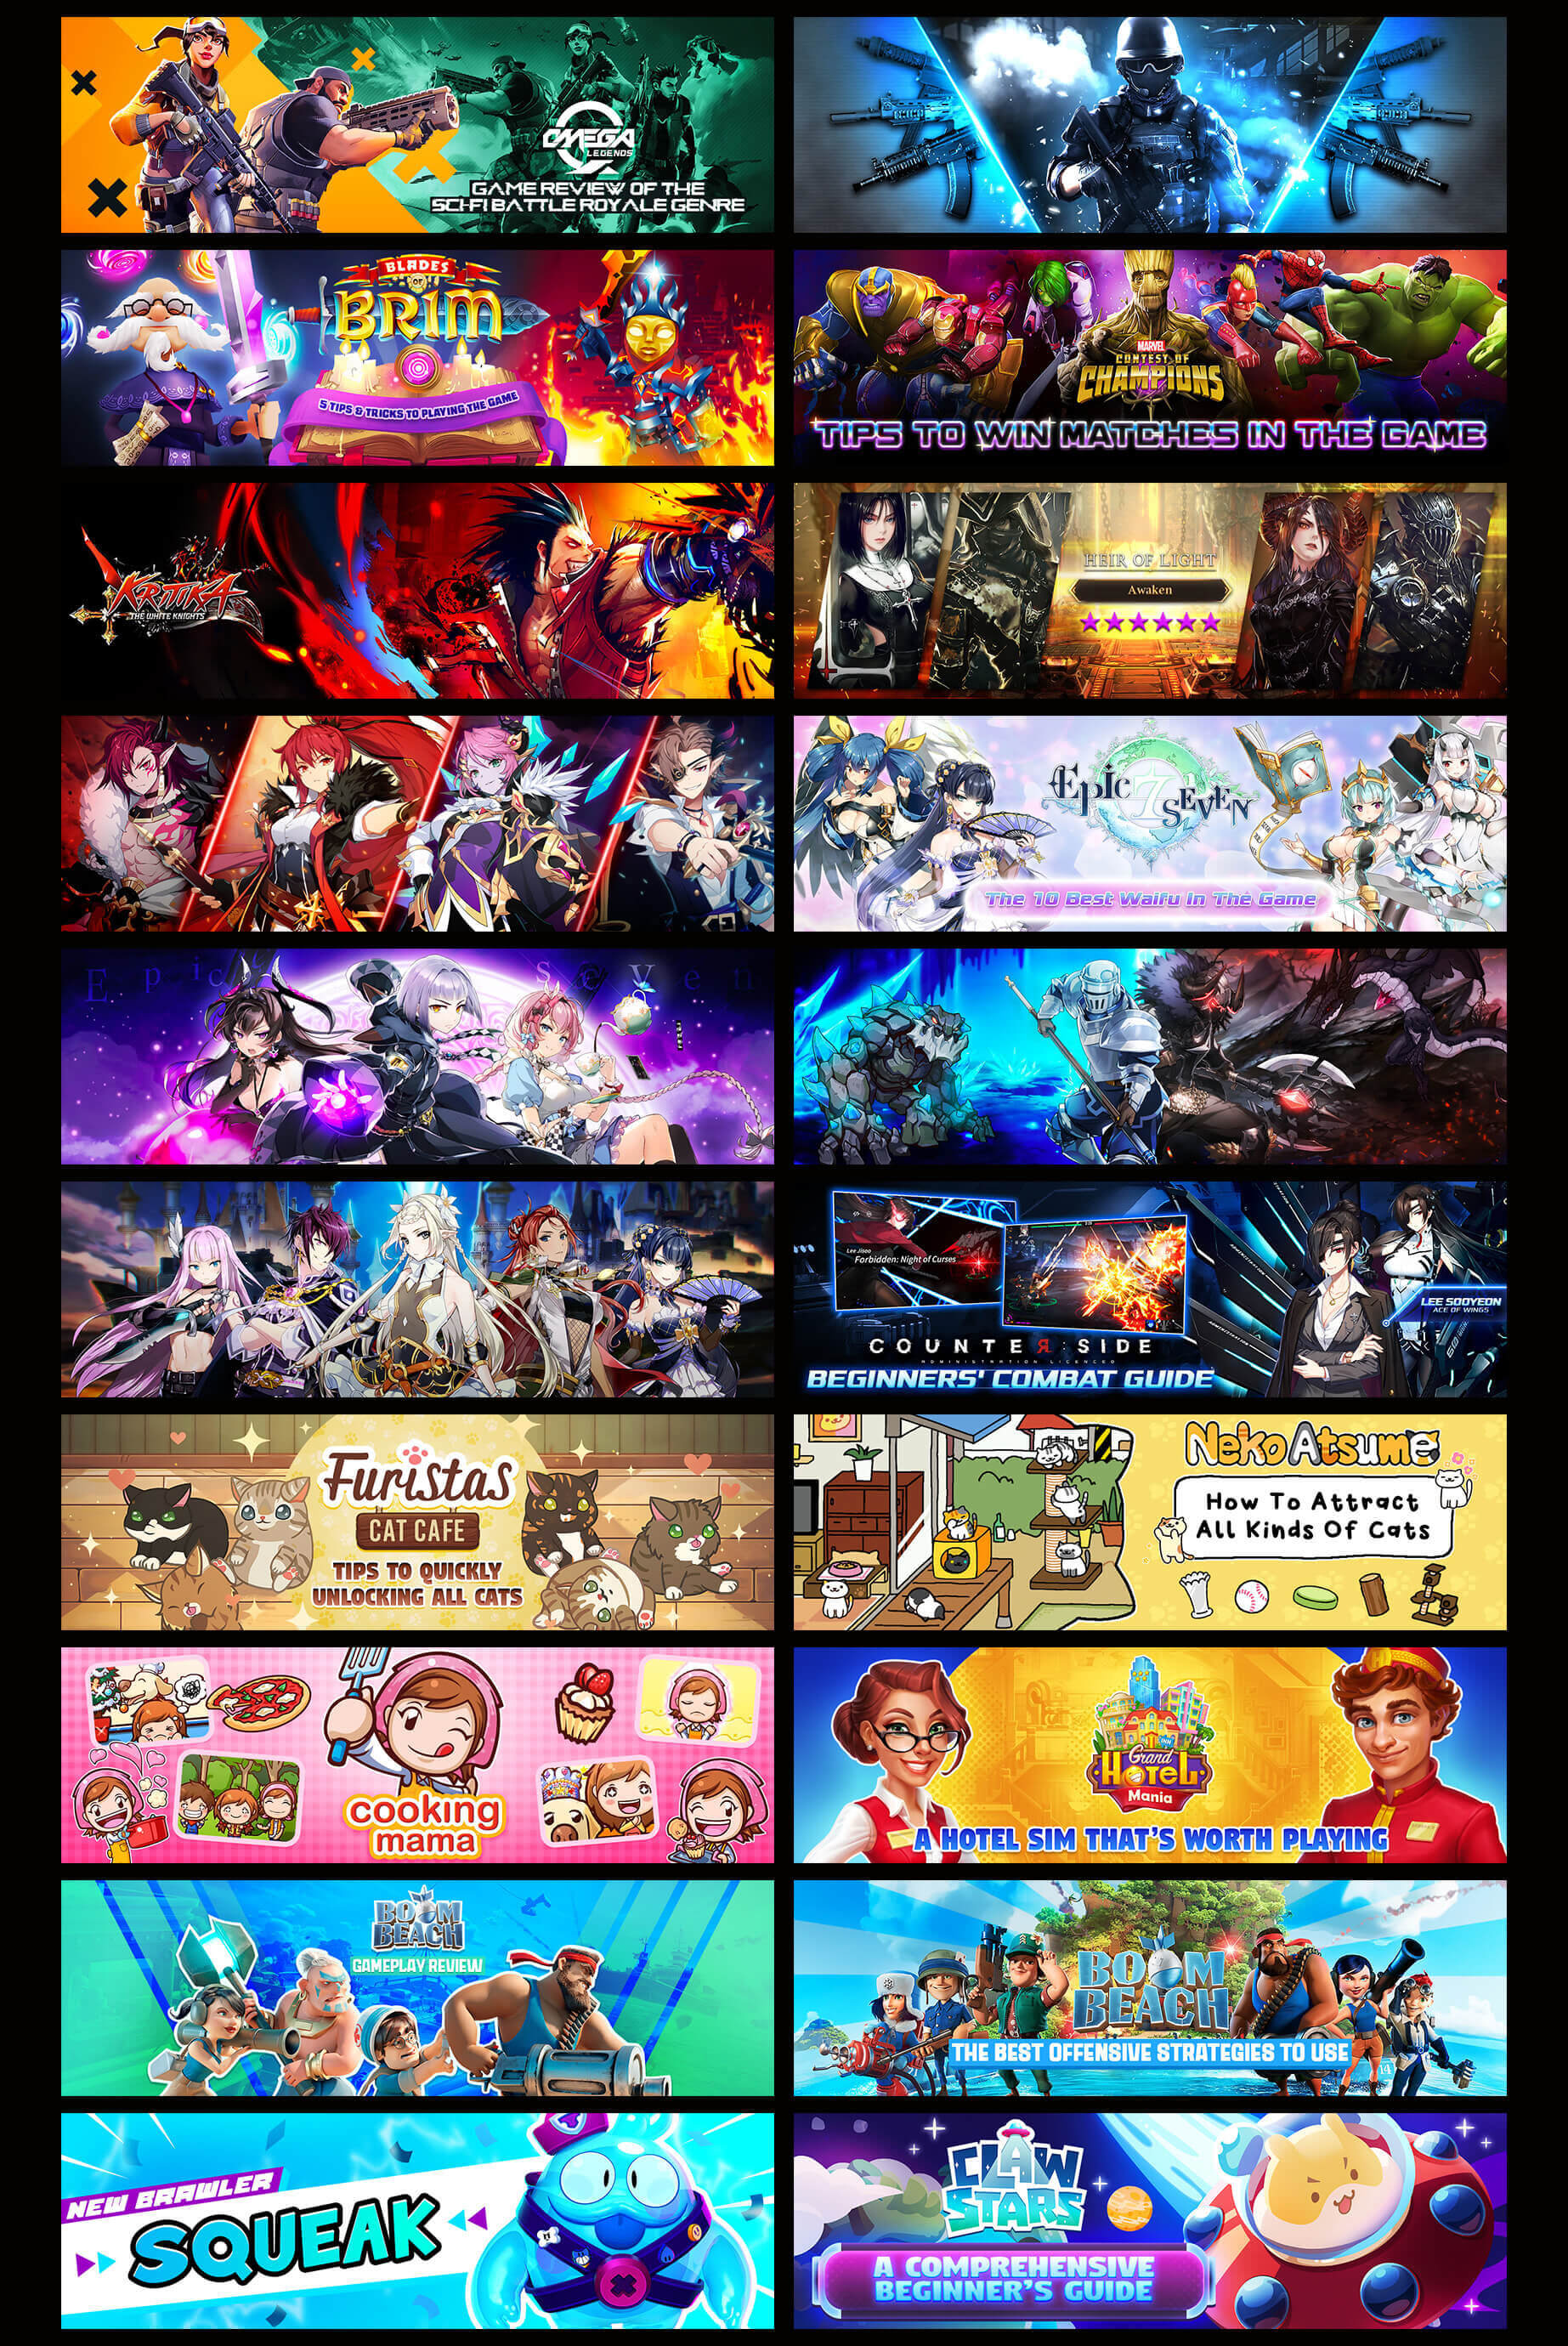 OMEGA
LEGENDS
GAME REVIEW OF THE
SCI-FI BATTLE ROYALE GENRE
BLADES
OF
BRIM
5 TIPS & TRICKS TO PLAYING THE GAME
MARVEL
CONTEST OF
CHAMPIONS
TIPS TO WIN MATCHES IN THE GAME
KRITIKA
THE WHITE KNIGHTS
HEIR OF LIGHT
Awaken
Epic 7 SEVEN
The 10 Best Waifu In The Game
Epic Seven
Lee Jisoo
Forbidden: Night of Curses
COUNTEЯ:SIDE
ADMINISTRATION LICENCED
BEGINNERS' COMBAT GUIDE
LEE SOOYEON
ACE OF WINGS
Furistas
CAT CAFE
TIPS TO QUICKLY
UNLOCKING ALL CATS
Neko Atsume
How To Attract
All Kinds Of Cats
cooking
mama
Grand
Hotel
Mania
A HOTEL SIM THAT'S WORTH PLAYING
BOOM
BEACH
GAMEPLAY REVIEW
BOOM
BEACH
THE BEST OFFENSIVE STRATEGIES TO USE
NEW BRAWLER
SQUEAK
CLAW
STARS
A COMPREHENSIVE
BEGINNER'S GUIDE